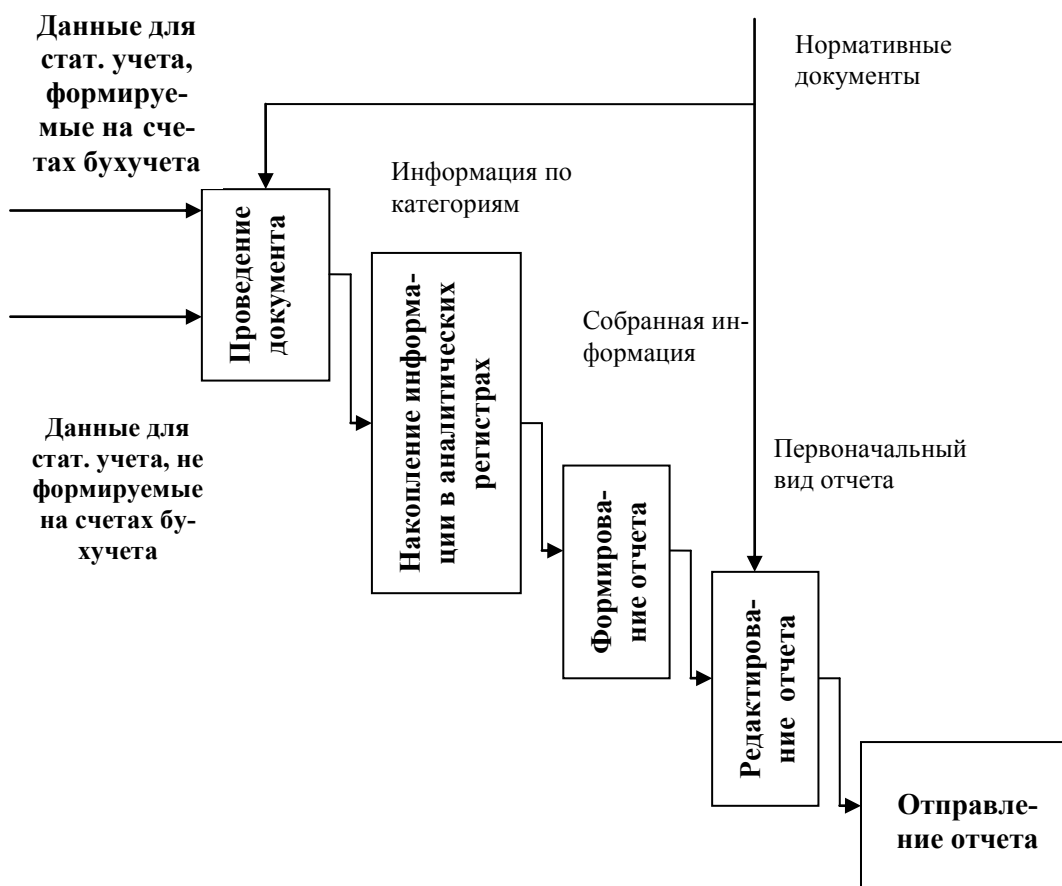 Данные для
стат. учета,
формируе-
мые на сче-
тах бухучета
Нормативные
документы
Информация по
категориям
Проведение
документа
Накопление информа-
ции в аналитических
регистрах
Собранная ин-
формация
Данные для
стат. учета, не
формируемые
на счетах бу-
хучета
Первоначальный
вид отчета
Формирова-
ние отчета
Редактирова-
ние отчета
Отправле-
ние отчета